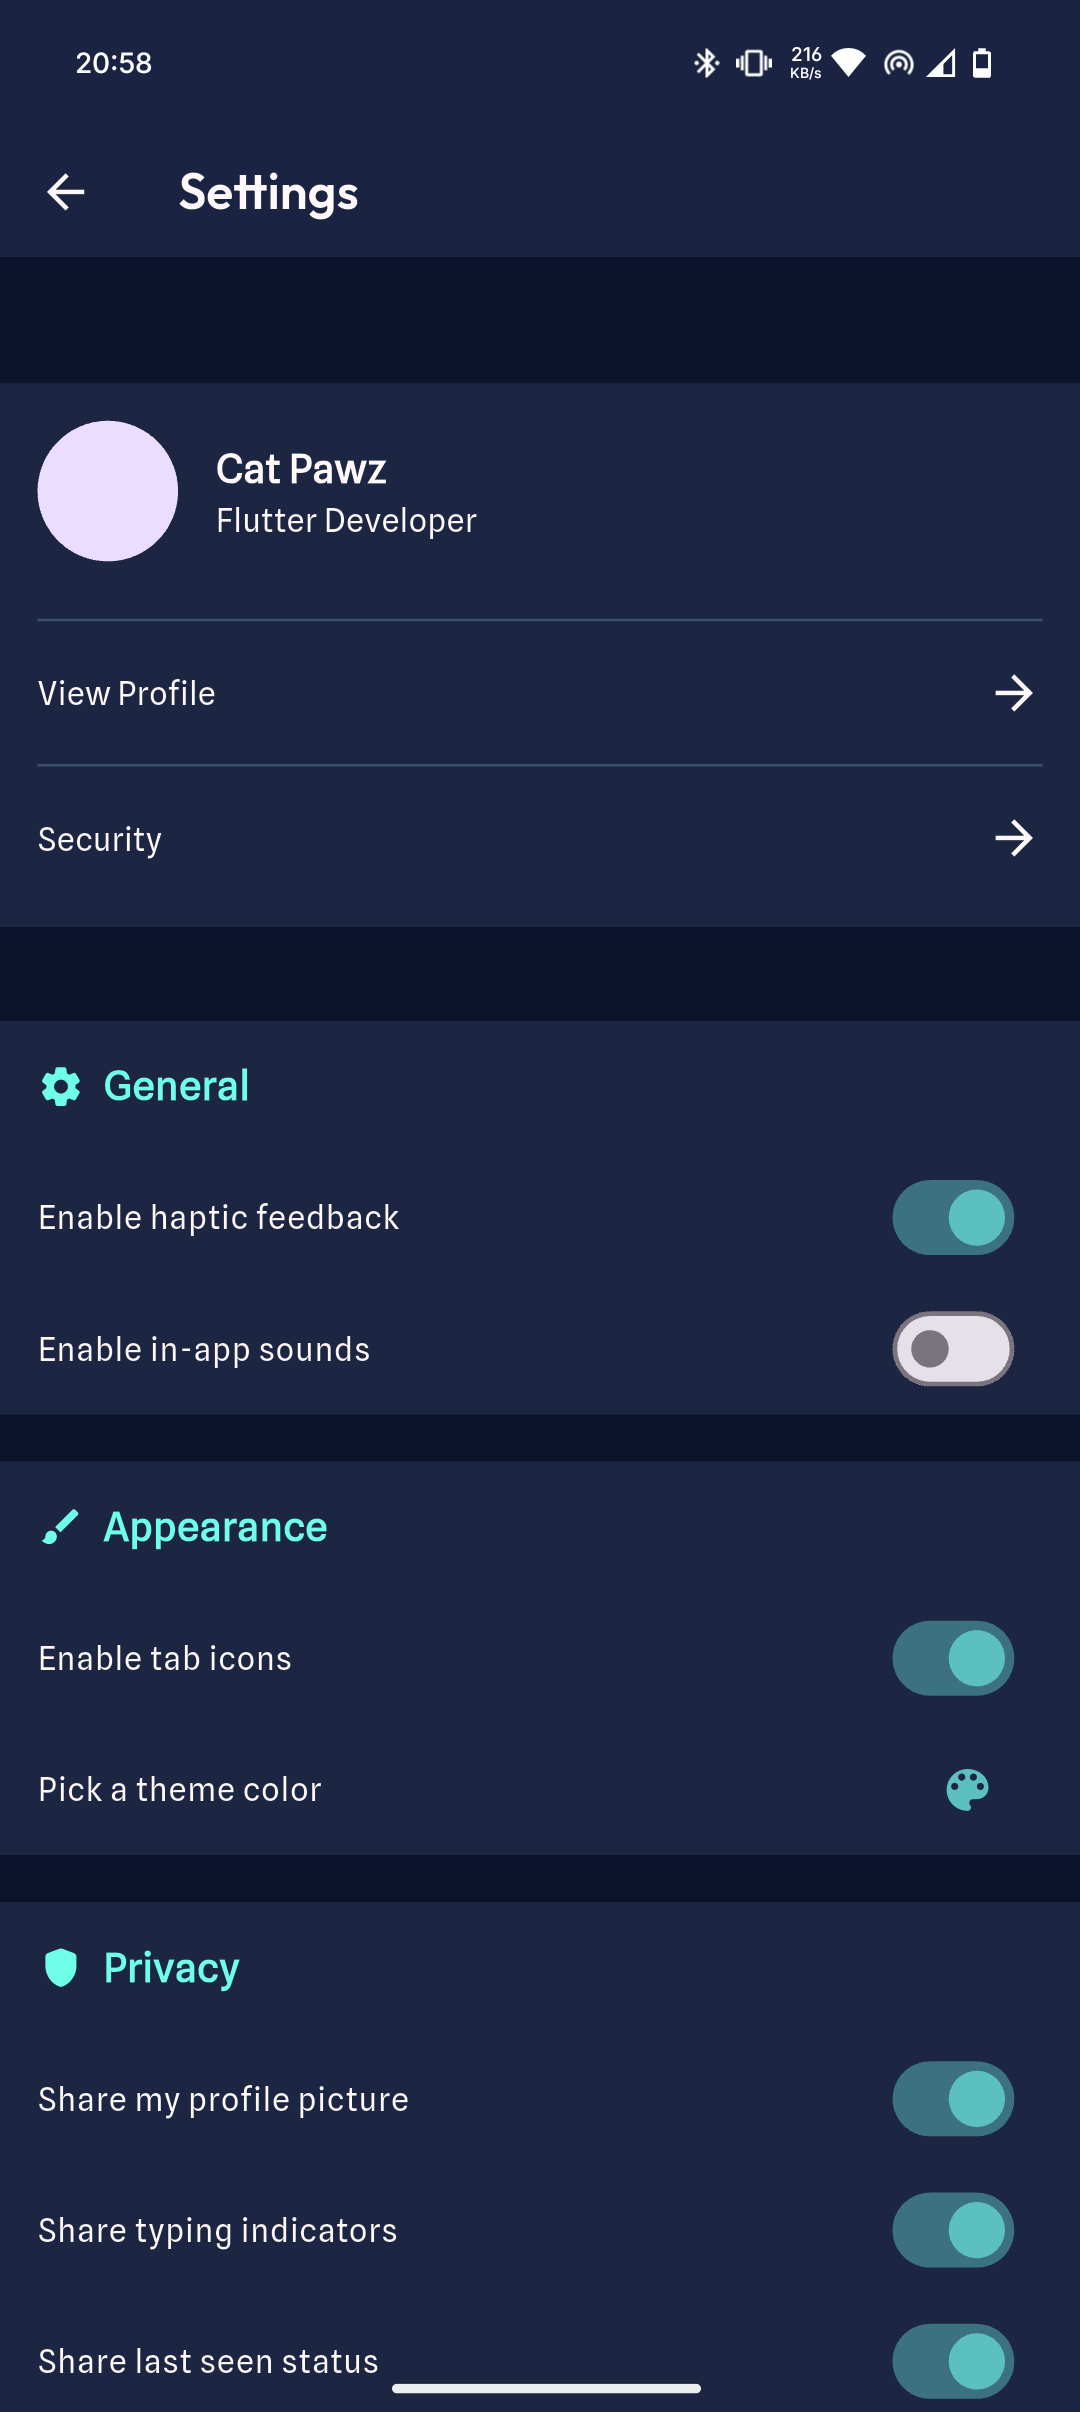 20:58
216
KB/s
Settings
Cat Pawz
Flutter Developer
View Profile
Security
General
Enable haptic feedback
Enable in-app sounds
Appearance
Enable tab icons
Pick a theme color
Privacy
Share my profile picture
Share typing indicators
Share last seen status